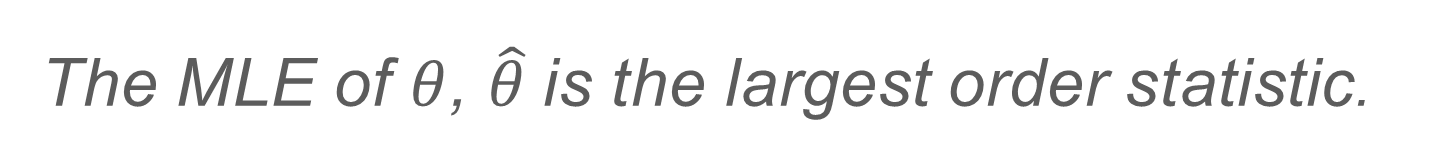 The MLE of θ, θ̂ is the largest order statistic.